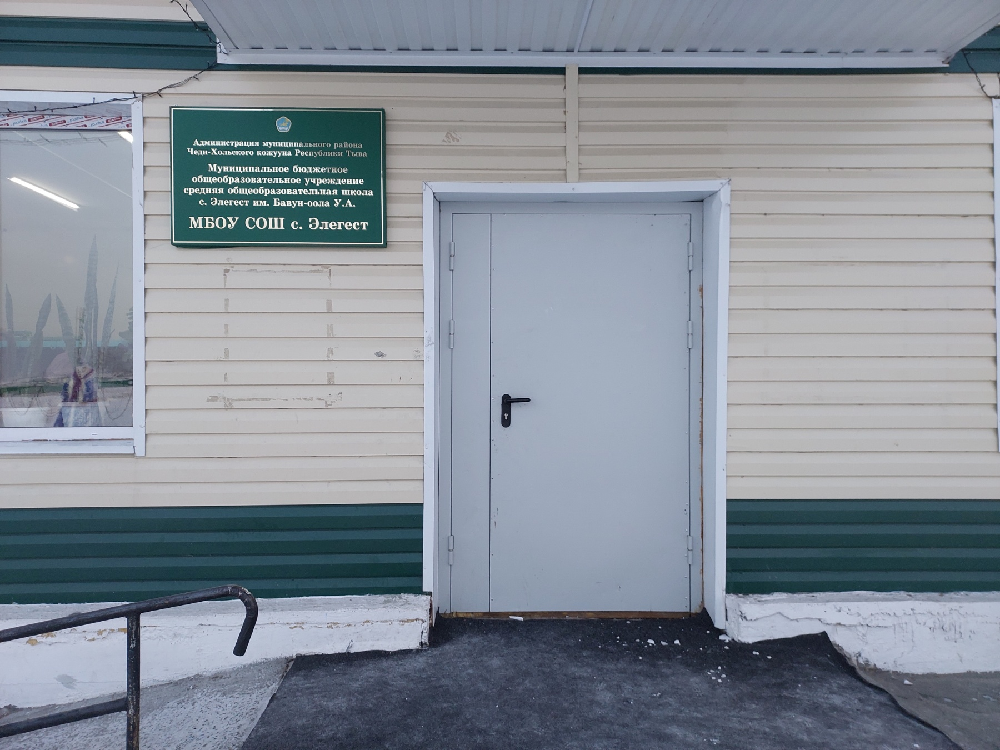 Администрация муниципального района
Чеди-Хольского кожууна Республики Тыва
Муниципальное бюджетное
общеобразовательное учреждение
средняя общеобразовательная школа
с. Элегест им. Бавун-оола У.А.
МБОУ СОШ с. Элегест